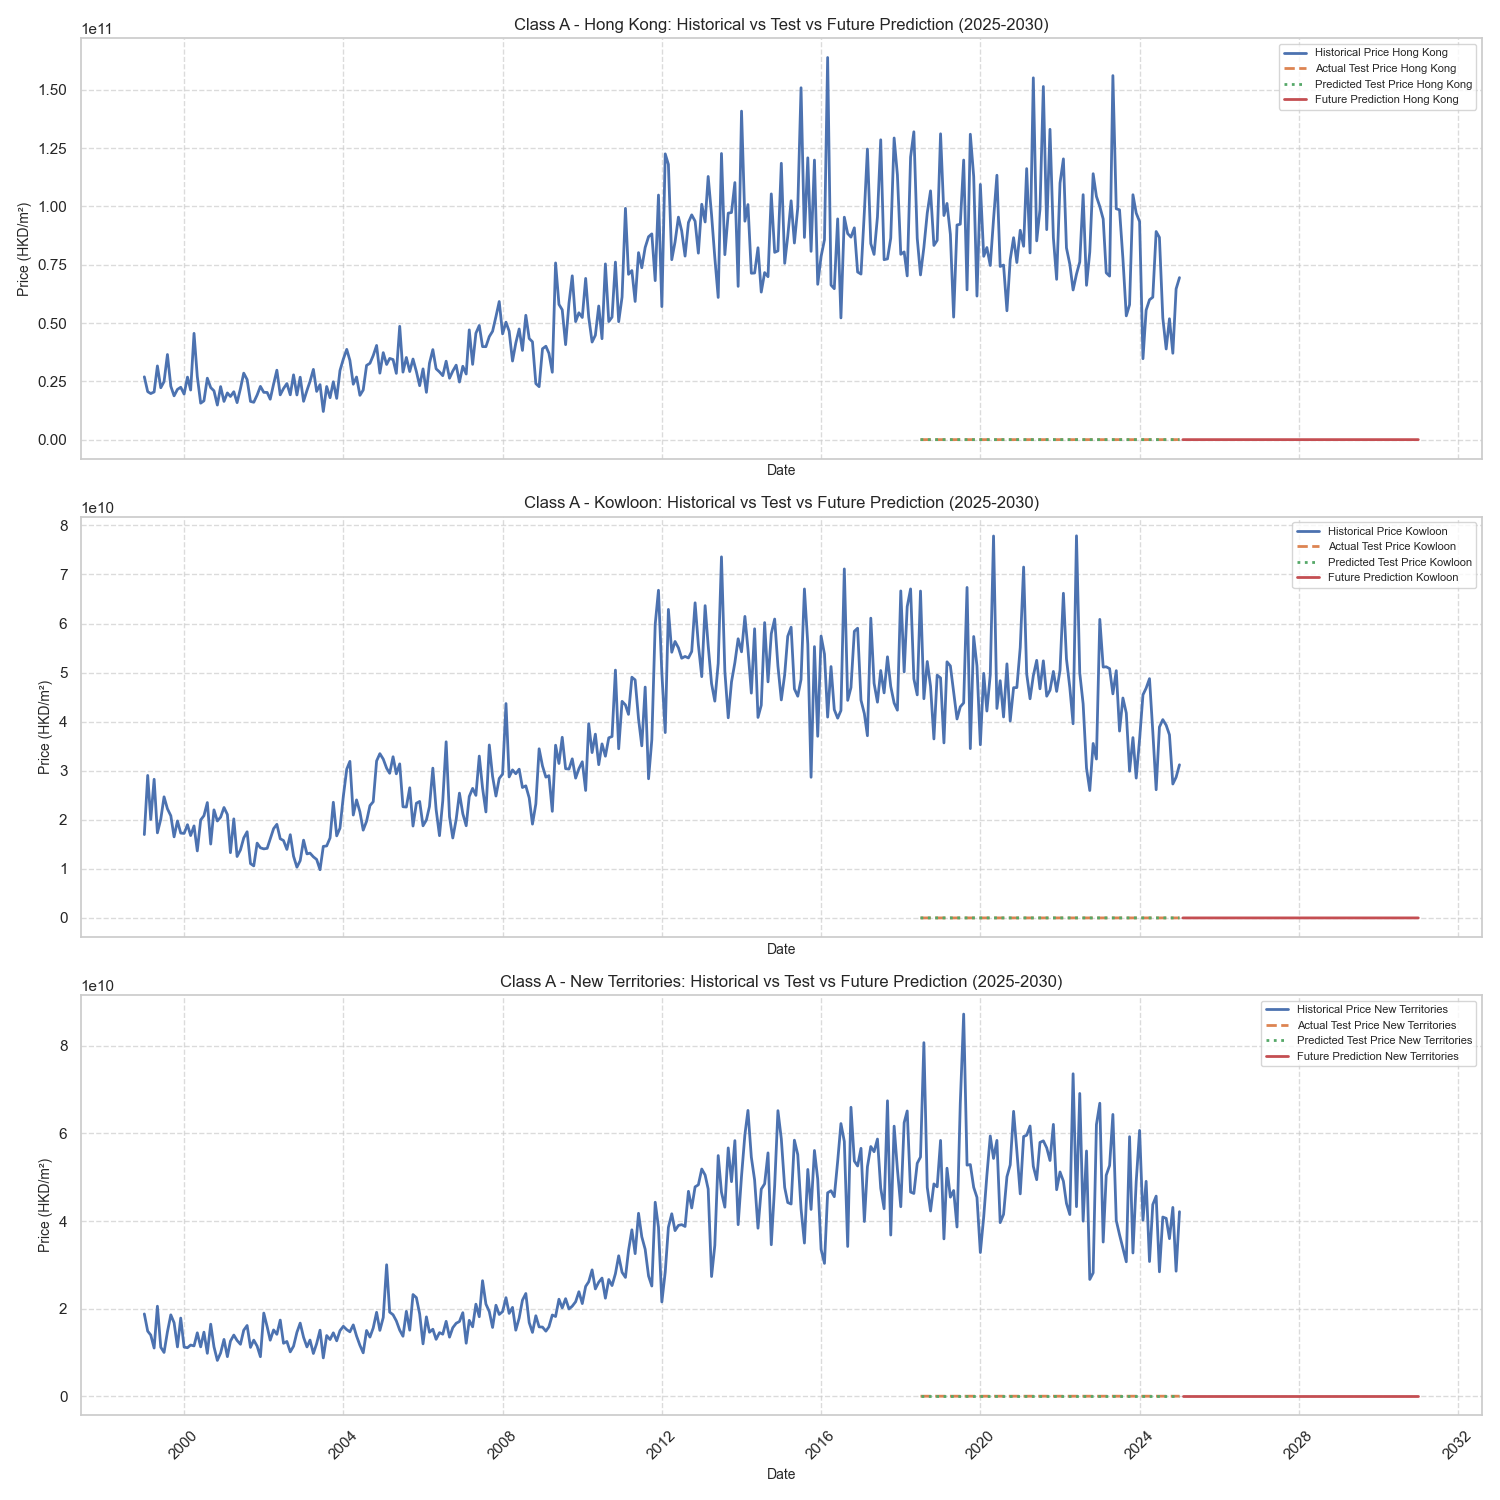 Class A - Hong Kong: Historical vs Test vs Future Prediction (2025-2030)
1e11
Historical Price Hong Kong
Actual Test Price Hong Kong
Predicted Test Price Hong Kong
Future Prediction Hong Kong
1.50
1.25
1.00
0.75
0.50
0.25
0.00
Price (HKD/m²)
Date
Class A - Kowloon: Historical vs Test vs Future Prediction (2025-2030)
1e10
Historical Price Kowloon
Actual Test Price Kowloon
Predicted Test Price Kowloon
Future Prediction Kowloon
8
7
6
5
4
3
2
1
0
Price (HKD/m²)
Date
Class A - New Territories: Historical vs Test vs Future Prediction (2025-2030)
1e10
Historical Price New Territories
Actual Test Price New Territories
Predicted Test Price New Territories
Future Prediction New Territories
8
6
4
2
0
Price (HKD/m²)
2000
2004
2008
2012
2016
2020
2024
2028
2032
Date